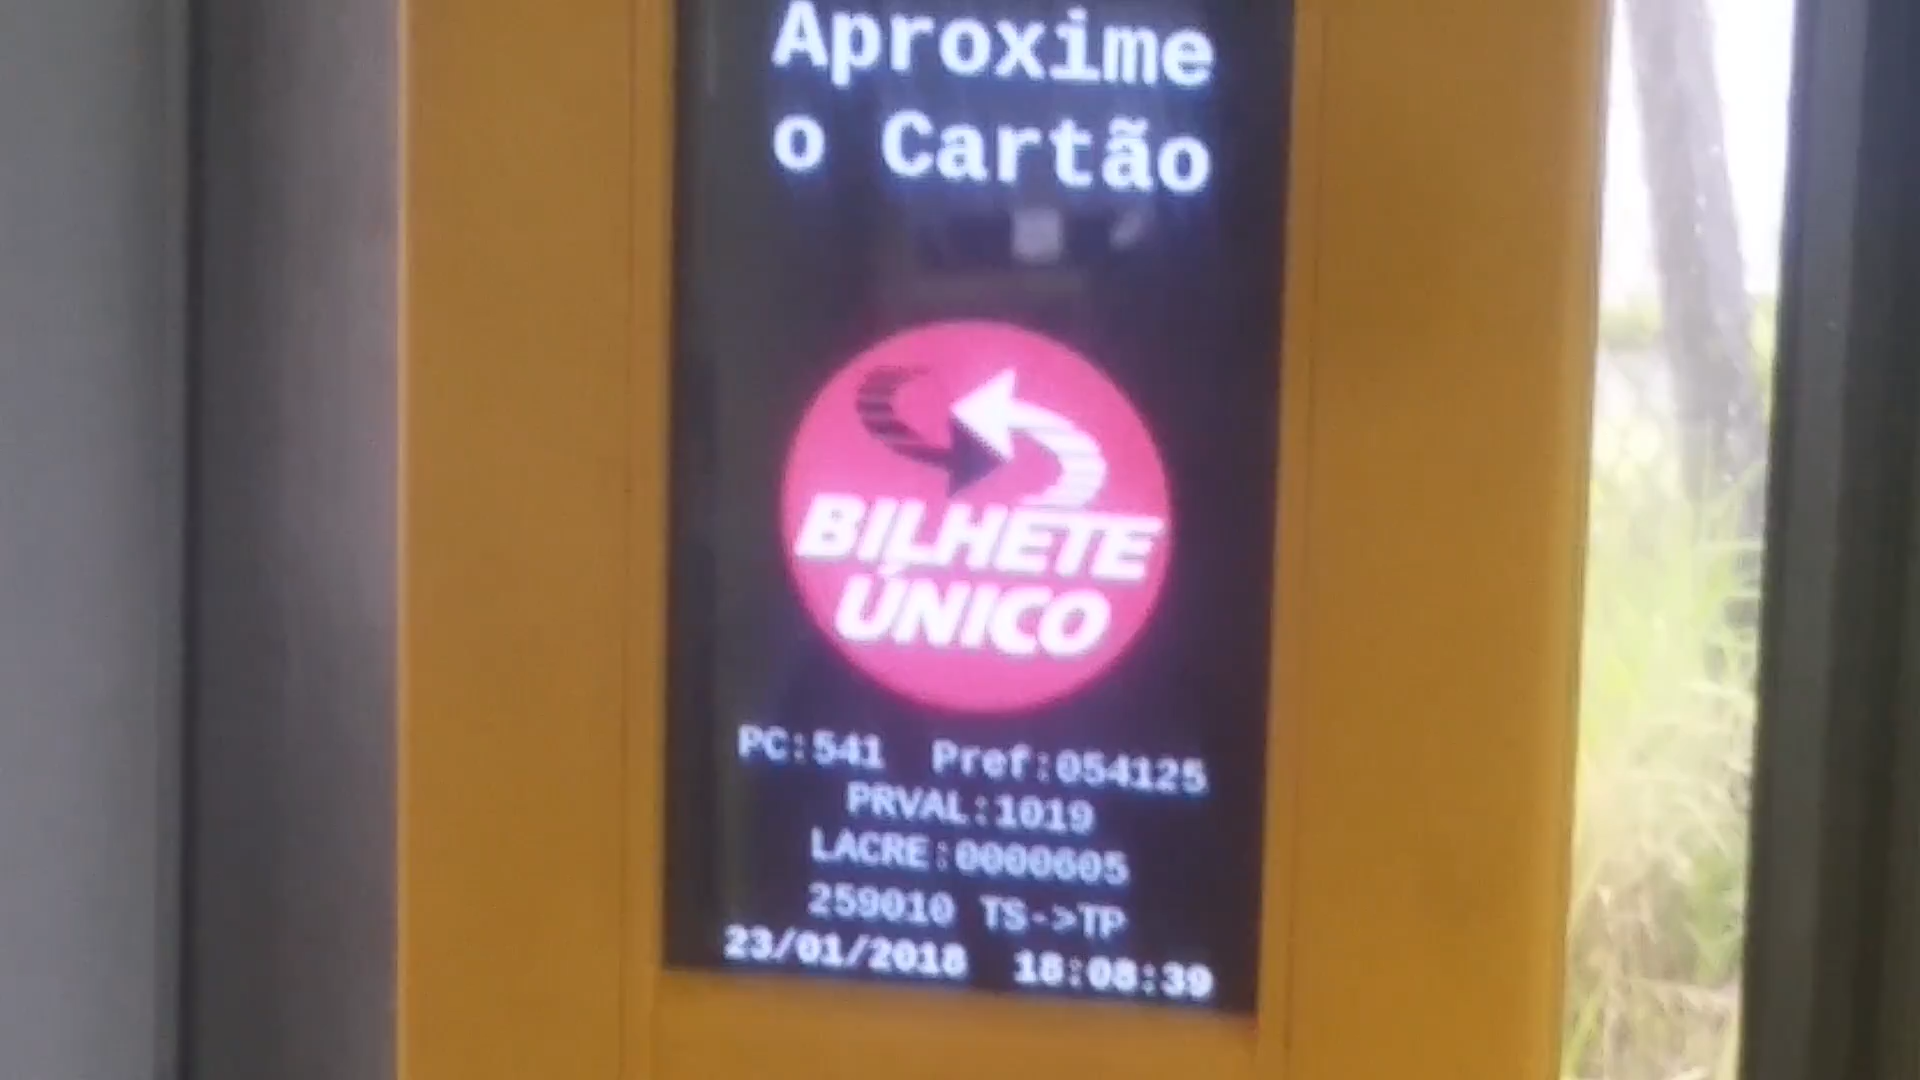 Aproxime
o Cartão
BILHETE
ÚNICO
PC:541 Pref:054125
PRVAL:1019
LACRE:0000605
259010 TS->TP
23/01/2018 18:08:39